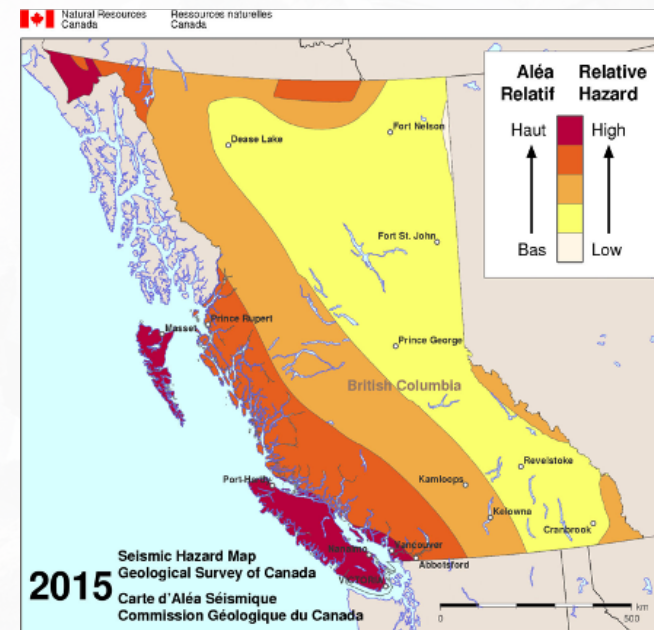 Natural Resources Canada
Ressources naturelles Canada
Aléa Relatif
Relative Hazard
Haut
High
Bas
Low
Dease Lake
Fort Nelson
Fort St. John
Prince Rupert
Masset
Prince George
British Columbia
Revelstoke
Port Hardy
Kamloops
Kelowna
Cranbrook
Nanaimo
Vancouver
Abbotsford
Victoria
2015
Seismic Hazard Map
Geological Survey of Canada
Carte d'Aléa Séismique
Commission Géologique du Canada
0
500
km